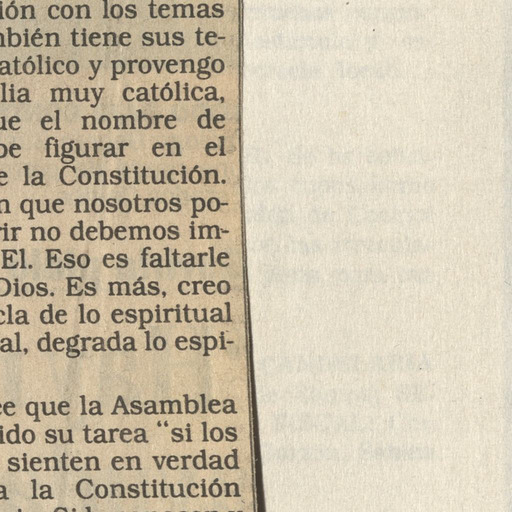 ión con los temas
mbién tiene sus te-
atólico y provengo
lia muy católica,
ue el nombre de
be figurar en el
e la Constitución.
n que nosotros po-
rir no debemos im-
El. Eso es faltarle
Dios. Es más, creo
cla de lo espiritual
al, degrada lo espi-
ee que la Asamblea
ido su tarea "si los
sienten en verdad
a la Constitución